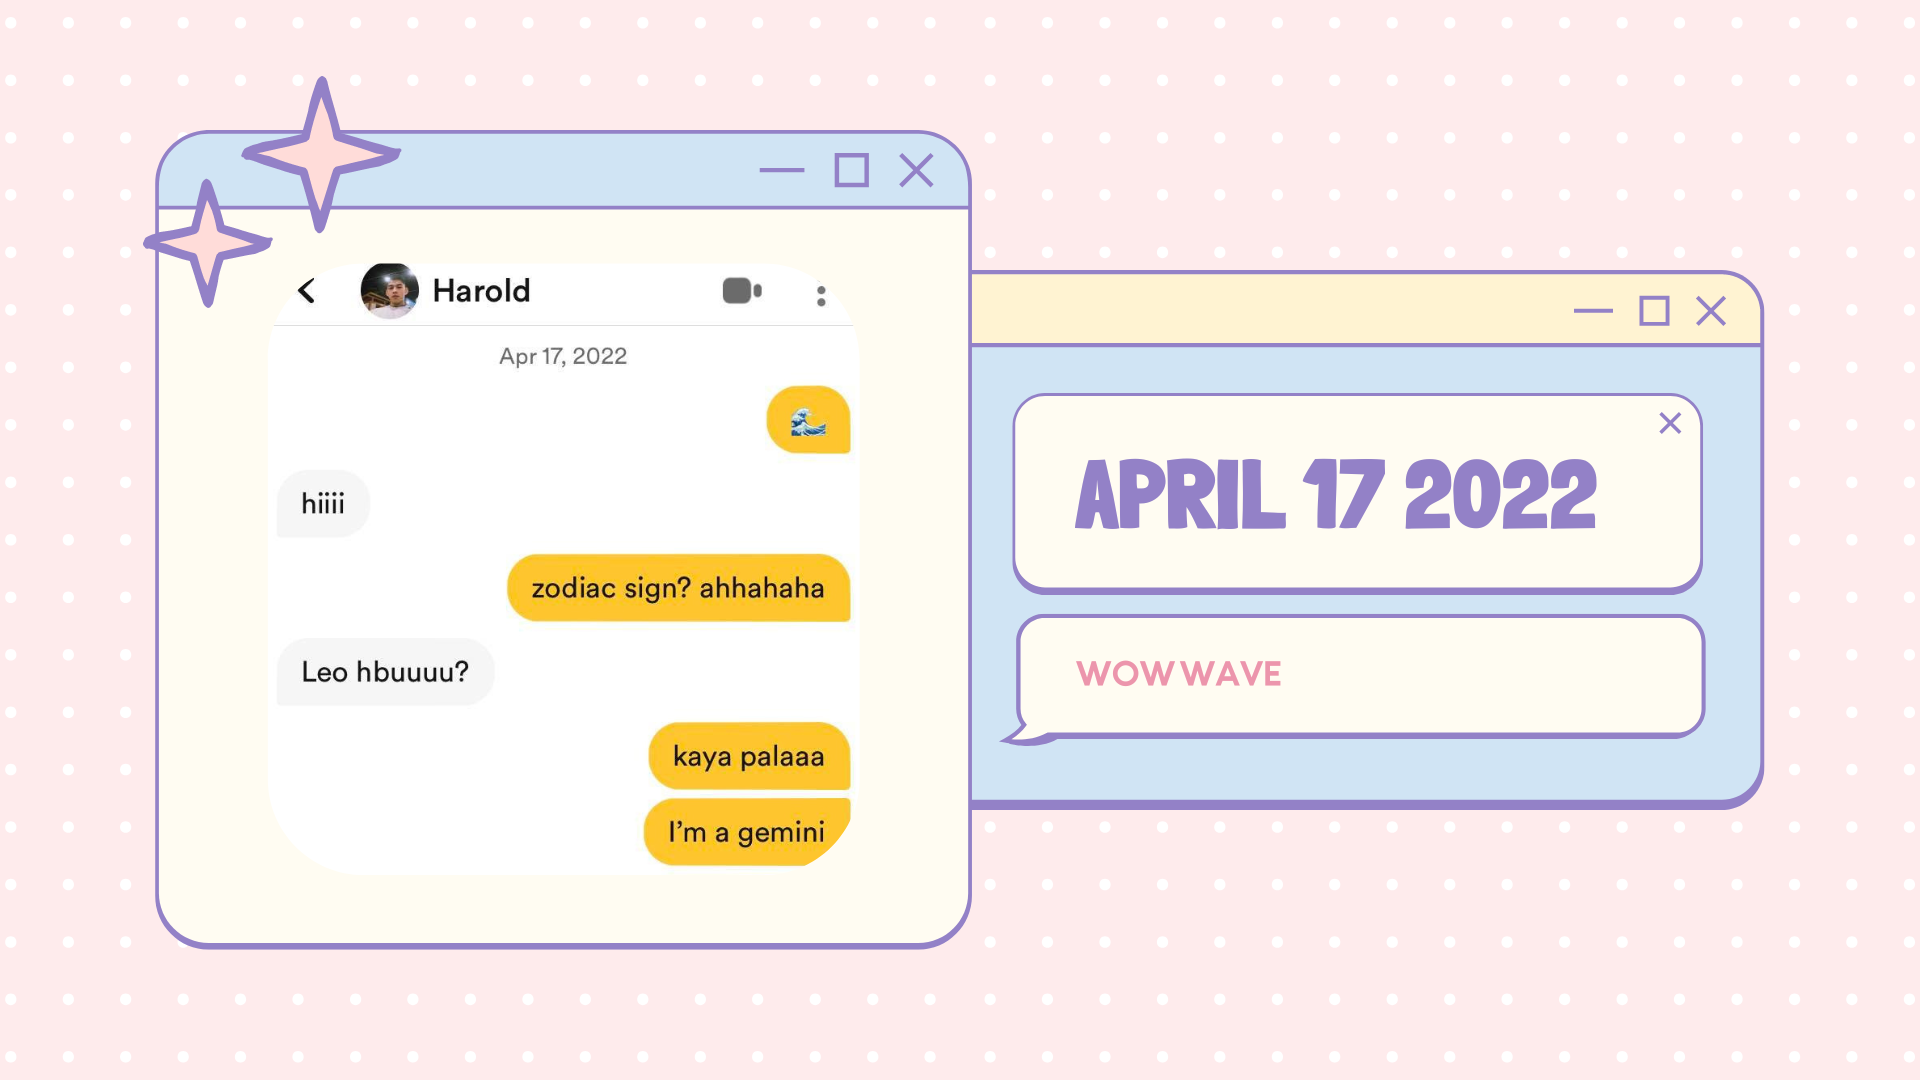 Harold
Apr 17, 2022
🌊
hiiii
zodiac sign? ahhahaha
Leo hbuuuu?
kaya palaaa
I'm a gemini
APRIL 17 2022
WOW WAVE